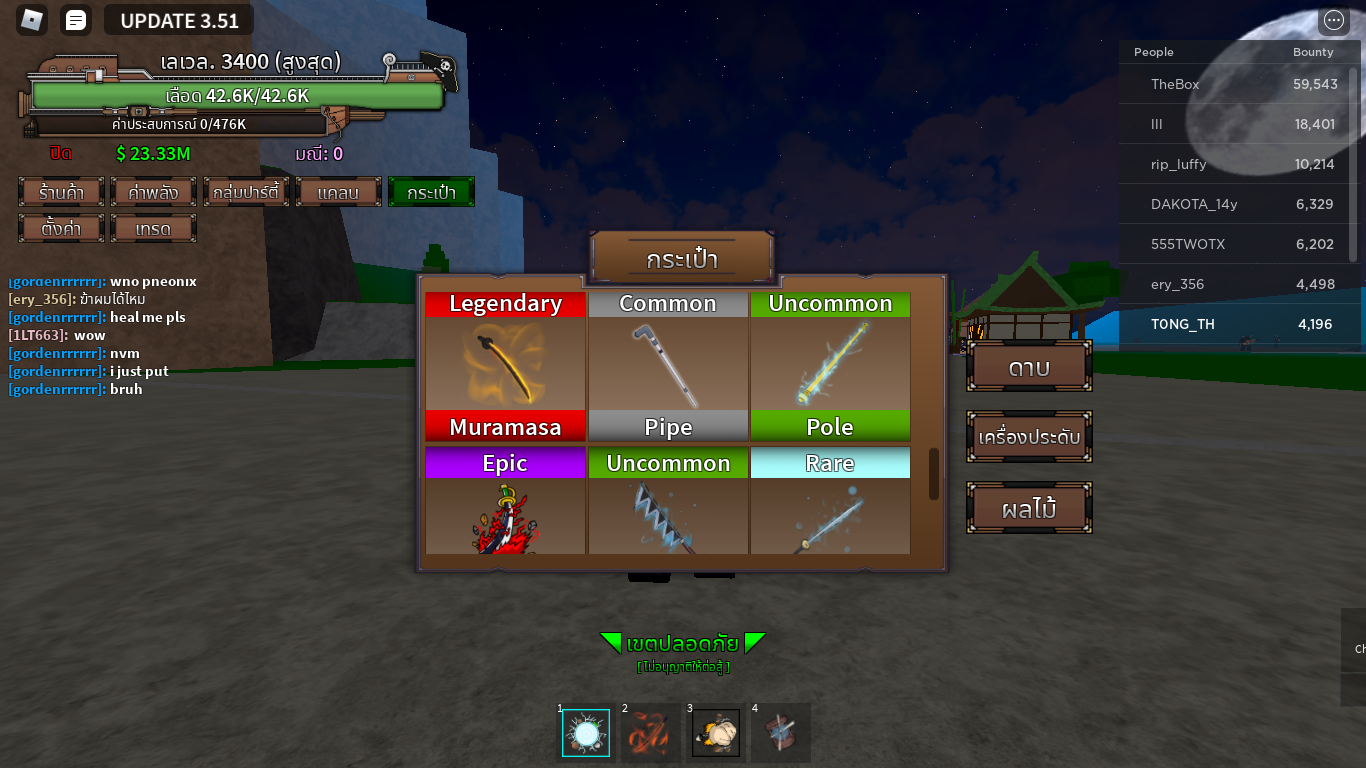 UPDATE 3.51
เลเวล. 3400 (สูงสุด)
เลือด 42.6K/42.6K
ค่าประสบการณ์ 0/476K
ปิด
$ 23.33M
มณี: 0
ร้านค้า
ค่าพลัง
กลุ่มปาร์ตี้
แคลน
กระเป๋า
ตั้งค่า
เทรด
[gordenrrrrrr]: wno pneonix
[ery_356]: ฆ้าผมได้ไหม
[gordenrrrrrr]: heal me pls
[1LT663]: wow
[gordenrrrrrr]: nvm
[gordenrrrrrr]: i just put
[gordenrrrrrr]: bruh
People Bounty
TheBox 59,543
III 18,401
rip_luffy 10,214
DAKOTA_14y 6,329
555TWOTX 6,202
ery_356 4,498
T0NG_TH 4,196
กระเป๋า
Legendary Common Uncommon
Muramasa Pipe Pole
Epic Uncommon Rare
ดาบ
เครื่องประดับ
ผลไม้
เขตปลอดภัย
[ไม่อนุญาติให้ต่อสู้]
1 2 3 4